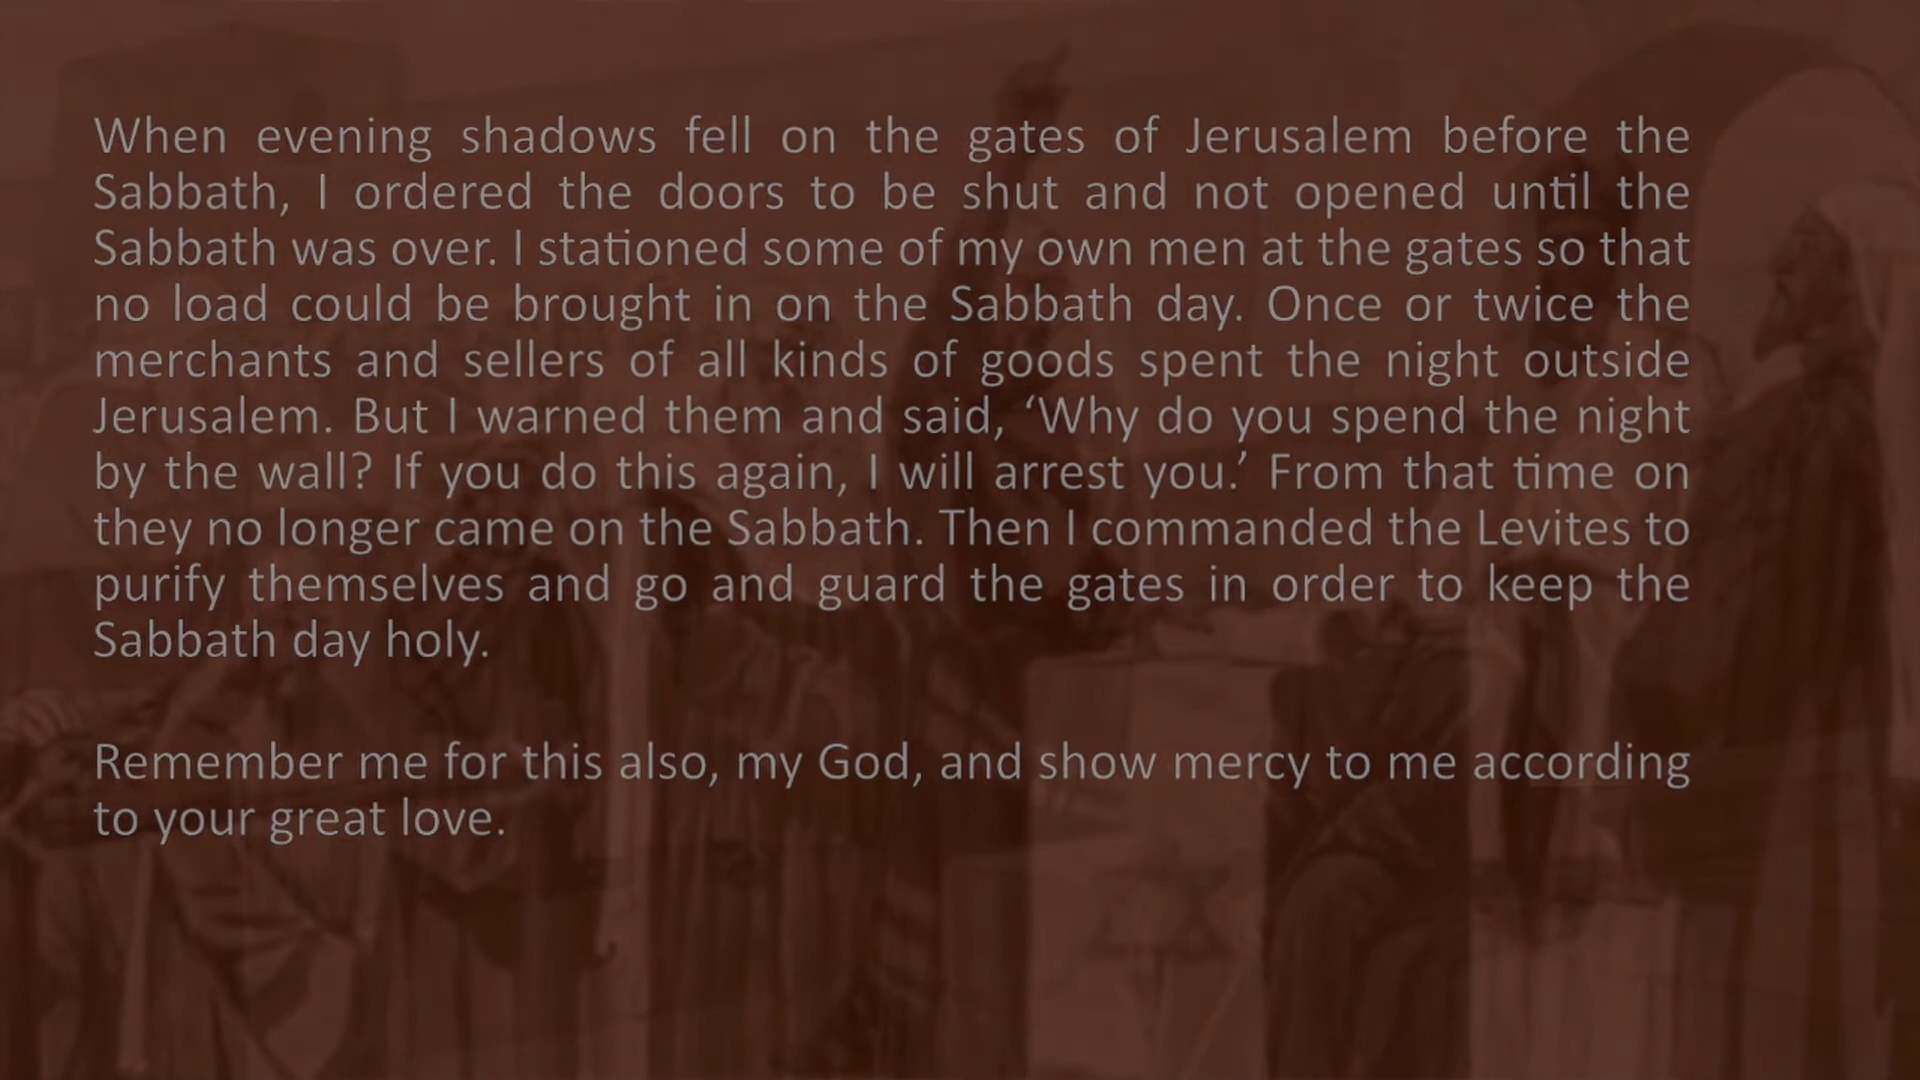 When evening shadows fell on the gates of Jerusalem before the
Sabbath, I ordered the doors to be shut and not opened until the
Sabbath was over. I stationed some of my own men at the gates so that
no load could be brought in on the Sabbath day. Once or twice the
merchants and sellers of all kinds of goods spent the night outside
Jerusalem. But I warned them and said, ‘Why do you spend the night
by the wall? If you do this again, I will arrest you.’ From that time on
they no longer came on the Sabbath. Then I commanded the Levites to
purify themselves and go and guard the gates in order to keep the
Sabbath day holy.
Remember me for this also, my God, and show mercy to me according
to your great love.